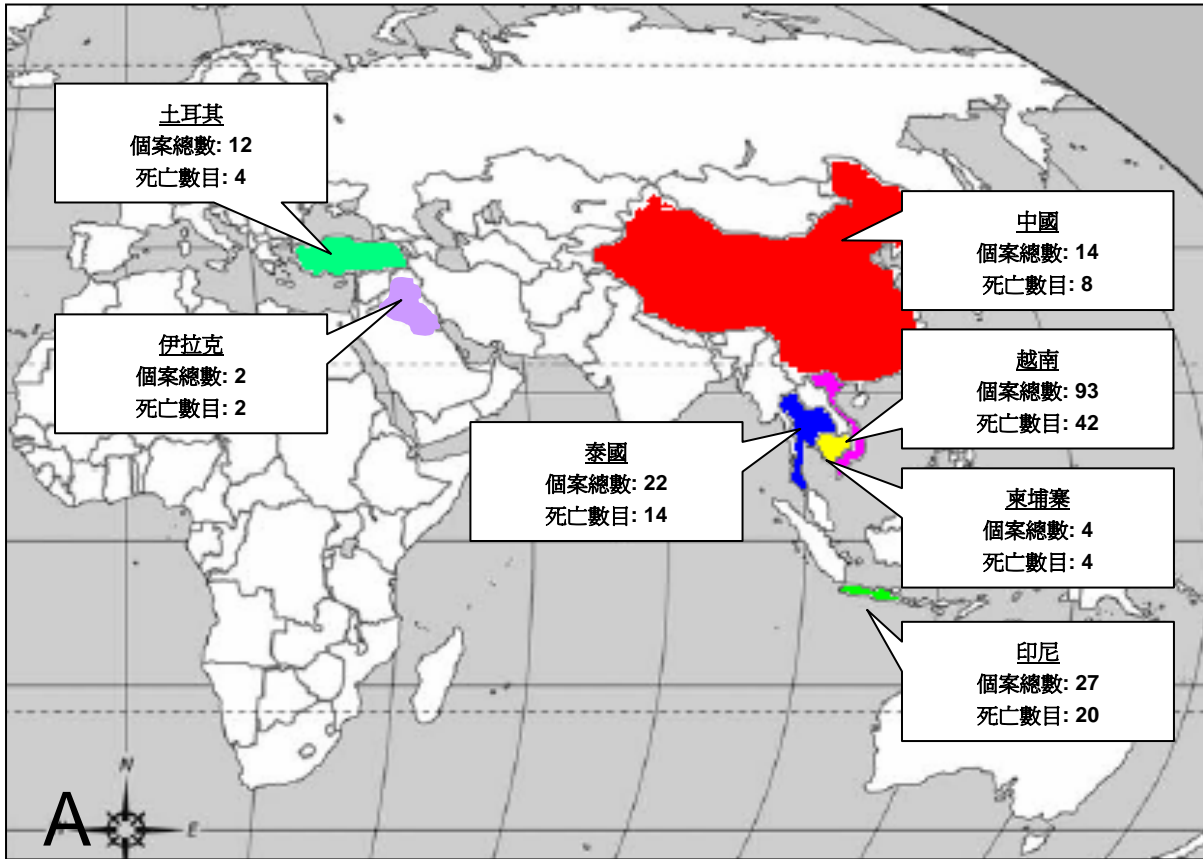 土耳其
個案總數: 12
死亡數目: 4
中國
個案總數: 14
死亡數目: 8
伊拉克
個案總數: 2
死亡數目: 2
越南
個案總數: 93
死亡數目: 42
泰國
個案總數: 22
死亡數目: 14
柬埔寨
個案總數: 4
死亡數目: 4
印尼
個案總數: 27
死亡數目: 20
N
A
E